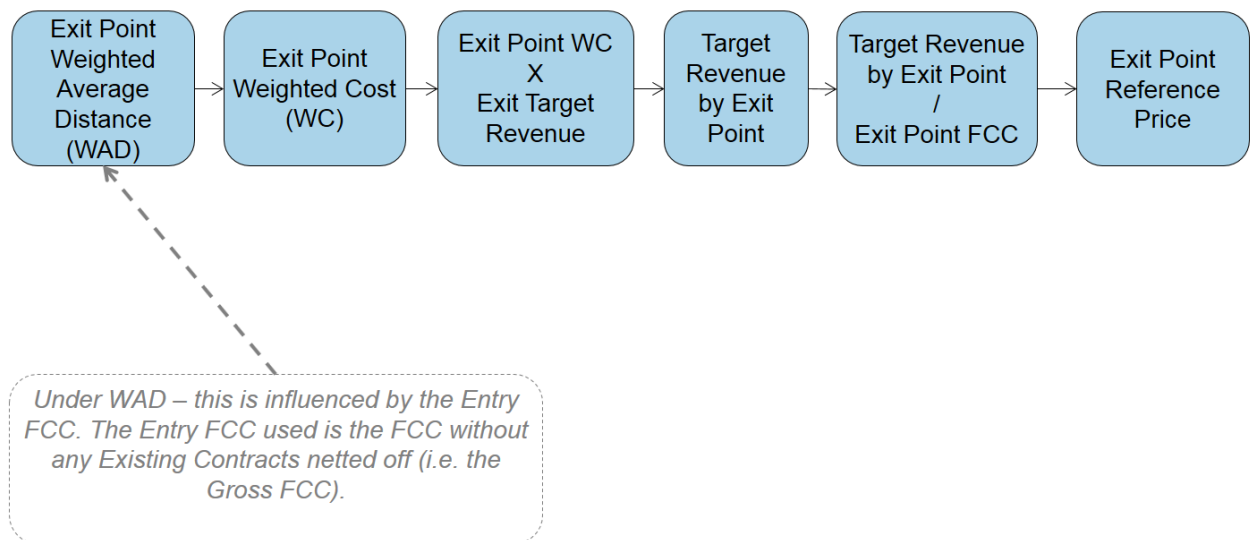 Exit Point
Weighted
Average
Distance
(WAD)
Exit Point
Weighted Cost
(WC)
Exit Point WC
X
Exit Target
Revenue
Target
Revenue
by Exit
Point
Target Revenue
by Exit Point
/
Exit Point FCC
Exit Point
Reference
Price
Under WAD – this is influenced by the Entry
FCC. The Entry FCC used is the FCC without
any Existing Contracts netted off (i.e. the
Gross FCC).